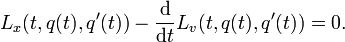 L_x(t, q(t), q′(t)) − \frac{d}{dt} L_v(t, q(t), q′(t)) = 0.